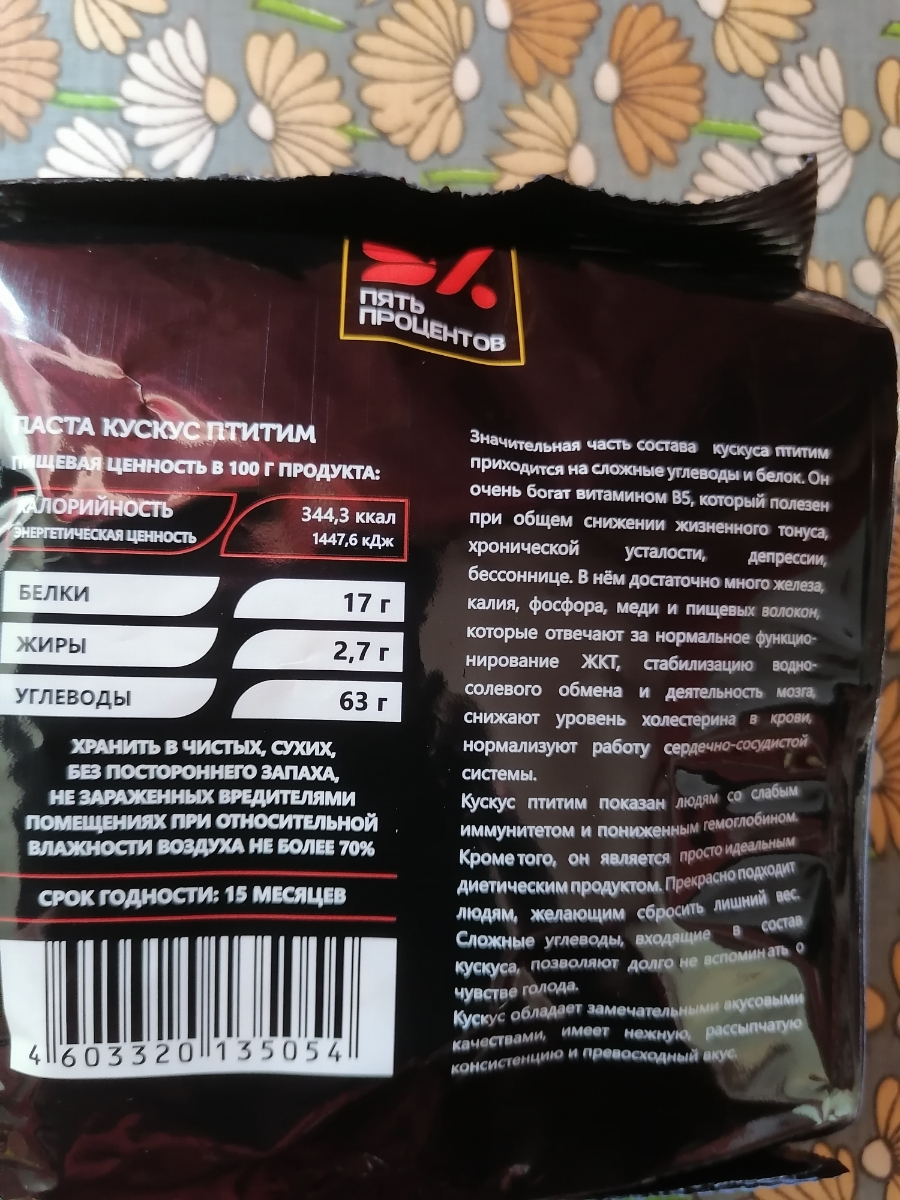 ПЯТЬ
ПРОЦЕНТОВ
ПАСТА КУСКУС ПТИТИМ
ПИЩЕВАЯ ЦЕННОСТЬ В 100 Г ПРОДУКТА:
КАЛОРИЙНОСТЬ 344,3 ккал
ЭНЕРГЕТИЧЕСКАЯ ЦЕННОСТЬ 1447,6 кДж
БЕЛКИ 17 г
ЖИРЫ 2,7 г
УГЛЕВОДЫ 63 г
ХРАНИТЬ В ЧИСТЫХ, СУХИХ,
БЕЗ ПОСТОРОННЕГО ЗАПАХА,
НЕ ЗАРАЖЕННЫХ ВРЕДИТЕЛЯМИ
ПОМЕЩЕНИЯХ ПРИ ОТНОСИТЕЛЬНОЙ
ВЛАЖНОСТИ ВОЗДУХА НЕ БОЛЕЕ 70%
СРОК ГОДНОСТИ: 15 МЕСЯЦЕВ
4 603320 135054
Значительная часть состава кускуса птитим
приходится на сложные углеводы и белок. Он
очень богат витамином В5, который полезен
при общем снижении жизненного тонуса,
хронической усталости, депрессии,
бессоннице. В нём достаточно много железа,
калия, фосфора, меди и пищевых волокон,
которые отвечают за нормальное функцио-
нирование ЖКТ, стабилизацию водно-
солевого обмена и деятельность мозга,
снижают уровень холестерина в крови,
нормализуют работу сердечно-сосудистой
системы.
Кускус птитим показан людям со слабым
иммунитетом и пониженным гемоглобином.
Кроме того, он является просто идеальным
диетическим продуктом. Прекрасно подходит
людям, желающим сбросить лишний вес.
Сложные углеводы, входящие в состав
кускуса, позволяют долго не вспоминать о
чувстве голода.
Кускус обладает замечательными вкусовыми
качествами, имеет нежную, рассыпчатую
консистенцию и превосходный вкус.